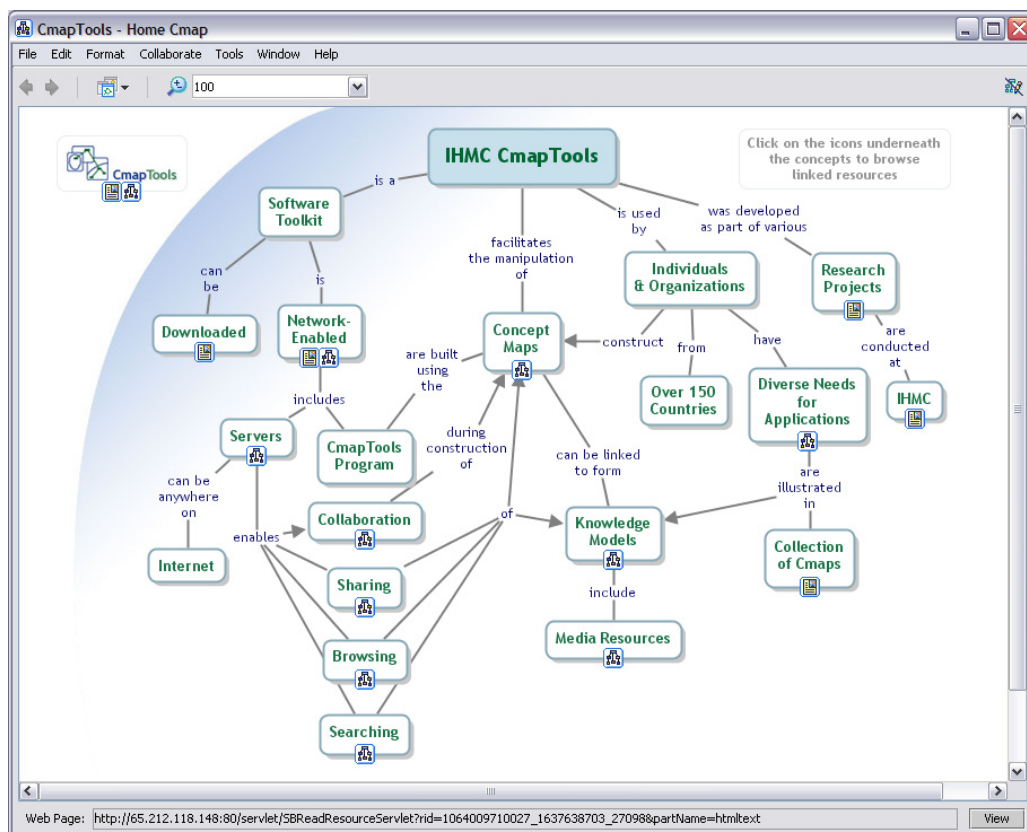 CmapTools - Home Cmap
File Edit Format Collaborate Tools Window Help
100
CmapTools
IHMC CmapTools
Click on the icons underneath
the concepts to browse
linked resources
is a
Software
Toolkit
can
be
is
Downloaded
Network-
Enabled
includes
Servers
CmapTools
Program
can be
anywhere
on
Internet
enables
Collaboration
Sharing
Browsing
Searching
facilitates
the manipulation
of
Concept
Maps
are built
using
the
during
construction
of
of
can be linked
to form
Knowledge
Models
include
Media Resources
is used
by
Individuals
& Organizations
construct
from
have
Over 150
Countries
Diverse Needs
for
Applications
are
illustrated
in
Collection
of Cmaps
was developed
as part of various
Research
Projects
are
conducted
at
IHMC
Web Page: http://65.212.118.148:80/servlet/SBReadResourceServlet?rid=1064009710027_1637638703_27098&partName=htmltext View